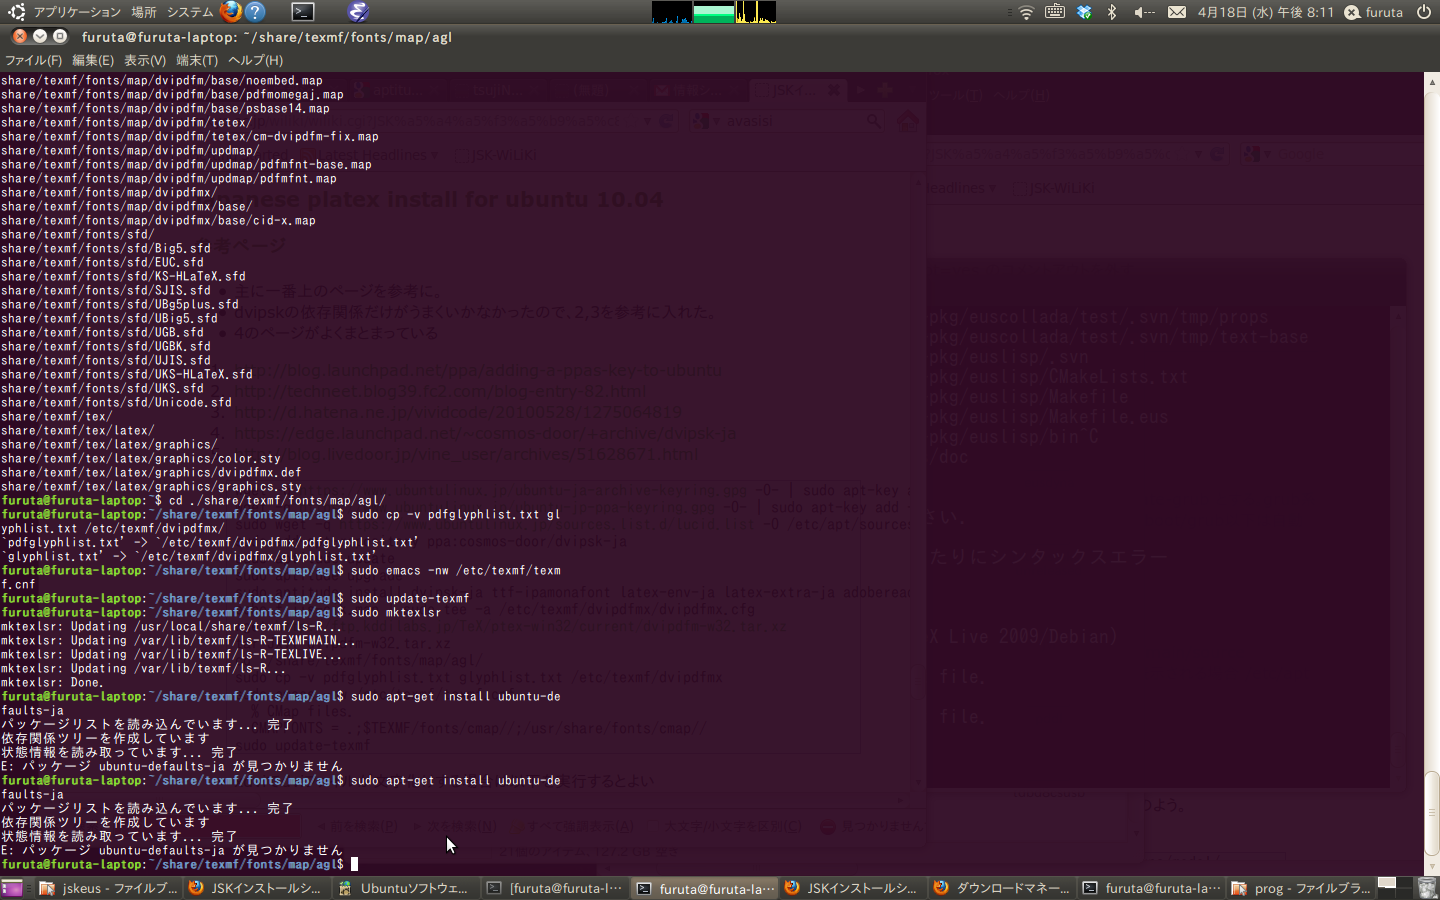 アプリケーション 場所 システム
4月18日 (水) 午後 8:11 furuta
furuta@furuta-laptop: ~/share/texmf/fonts/map/agl
ファイル(F) 編集(E) 表示(V) 端末(T) ヘルプ(H)
share/texmf/fonts/map/dvipdfm/base/noembed.map
share/texmf/fonts/map/dvipdfm/base/pdfmomegaj.map
share/texmf/fonts/map/dvipdfm/base/psbase14.map
share/texmf/fonts/map/dvipdfm/tetex/
share/texmf/fonts/map/dvipdfm/tetex/cm-dvipdfm-fix.map
share/texmf/fonts/map/dvipdfm/updmap/
share/texmf/fonts/map/dvipdfm/updmap/pdfmfnt-base.map
share/texmf/fonts/map/dvipdfm/updmap/pdfmfnt.map
share/texmf/fonts/map/dvipdfmx/
share/texmf/fonts/map/dvipdfmx/base/
share/texmf/fonts/map/dvipdfmx/base/cid-x.map
share/texmf/fonts/sfd/
share/texmf/fonts/sfd/Big5.sfd
share/texmf/fonts/sfd/EUC.sfd
share/texmf/fonts/sfd/KS-HLaTeX.sfd
share/texmf/fonts/sfd/SJIS.sfd
share/texmf/fonts/sfd/UBg5plus.sfd
share/texmf/fonts/sfd/UBig5.sfd
share/texmf/fonts/sfd/UGB.sfd
share/texmf/fonts/sfd/UGBK.sfd
share/texmf/fonts/sfd/UJIS.sfd
share/texmf/fonts/sfd/UKS-HLaTeX.sfd
share/texmf/fonts/sfd/UKS.sfd
share/texmf/fonts/sfd/Unicode.sfd
share/texmf/tex/
share/texmf/tex/latex/
share/texmf/tex/latex/graphics/
share/texmf/tex/latex/graphics/color.sty
share/texmf/tex/latex/graphics/dvipdfmx.def
share/texmf/tex/latex/graphics/graphics.sty
furuta@furuta-laptop:~$ cd ./share/texmf/fonts/map/agl/
furuta@furuta-laptop:~/share/texmf/fonts/map/agl$ sudo cp -v pdfglyphlist.txt gl
yphlist.txt /etc/texmf/dvipdfmx/
`pdfglyphlist.txt' -> `/etc/texmf/dvipdfmx/pdfglyphlist.txt'
`glyphlist.txt' -> `/etc/texmf/dvipdfmx/glyphlist.txt'
furuta@furuta-laptop:~/share/texmf/fonts/map/agl$ sudo emacs -nw /etc/texmf/texm
f.cnf
furuta@furuta-laptop:~/share/texmf/fonts/map/agl$ sudo update-texmf
furuta@furuta-laptop:~/share/texmf/fonts/map/agl$ sudo mktexlsr
mktexlsr: Updating /usr/local/share/texmf/ls-R...
mktexlsr: Updating /var/lib/texmf/ls-R-TEXMFMAIN...
mktexlsr: Updating /var/lib/texmf/ls-R-TEXLIVE...
mktexlsr: Updating /var/lib/texmf/ls-R...
mktexlsr: Done.
furuta@furuta-laptop:~/share/texmf/fonts/map/agl$ sudo apt-get install ubuntu-de
faults-ja
パッケージリストを読み込んでいます... 完了
依存関係ツリーを作成しています
状態情報を読み取っています... 完了
E: パッケージ ubuntu-defaults-ja が見つかりません
furuta@furuta-laptop:~/share/texmf/fonts/map/agl$ sudo apt-get install ubuntu-de
faults-ja
パッケージリストを読み込んでいます... 完了
依存関係ツリーを作成しています
状態情報を読み取っています... 完了
E: パッケージ ubuntu-defaults-ja が見つかりません
furuta@furuta-laptop:~/share/texmf/fonts/map/agl$
jskeus - ファイルブ... JSKインストールシ... Ubuntuソフトウェ... [furuta@furuta-l... furuta@furuta-la... JSKインストールシ... ダウンロードマネー... furuta@furuta-la... prog - ファイルブラ...